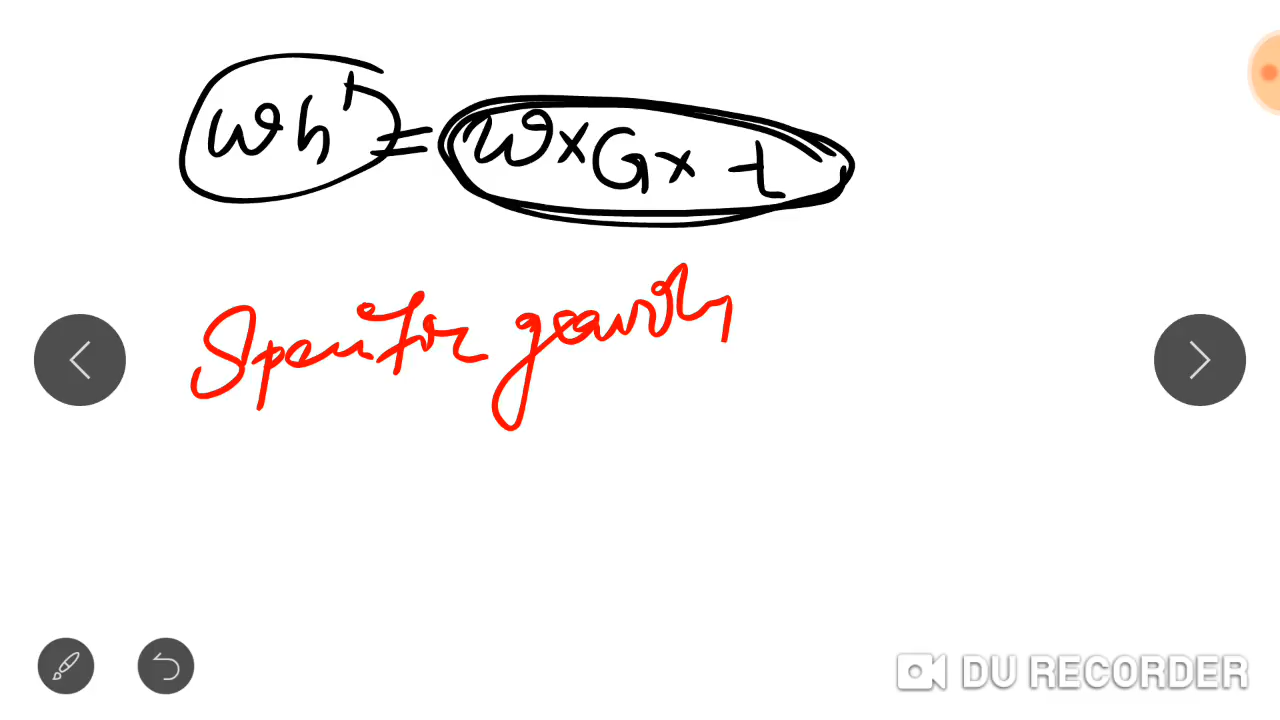 Wh' = W×G× t
Specific gravity
DU RECORDER